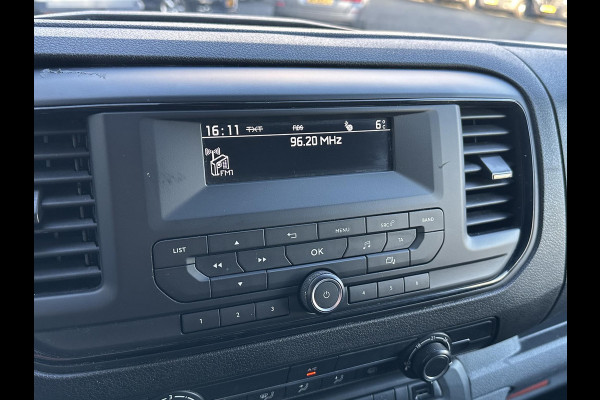 16:11 TXT RDS 6°C
96.20 MHz
FM1
MENU SRC BAND
LIST OK TA
1 2 3 4 5 6
A/C